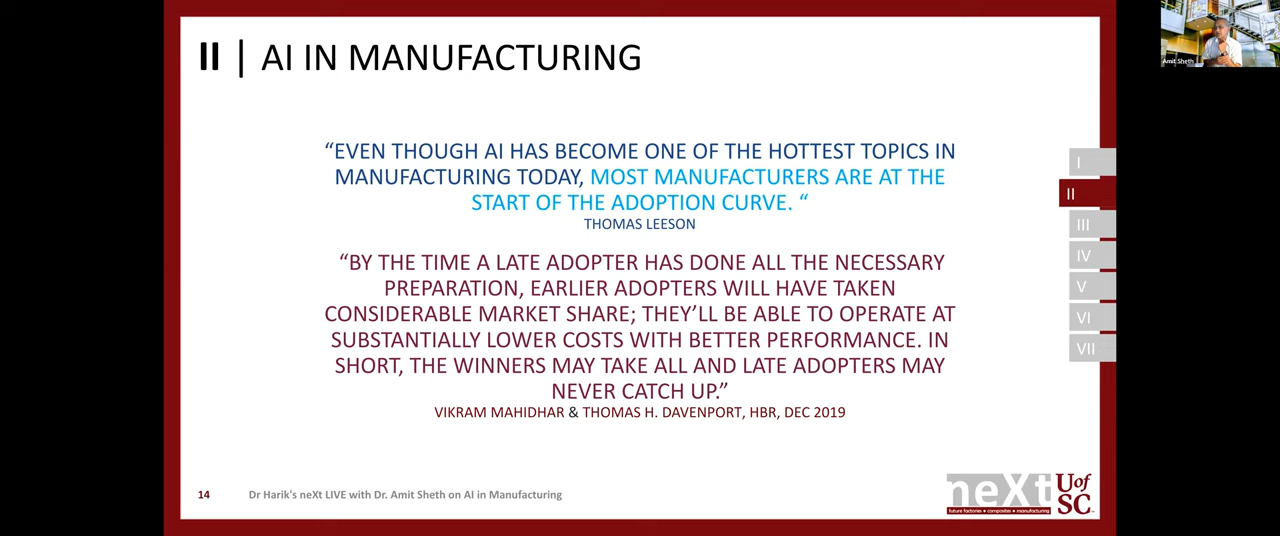 II | AI IN MANUFACTURING
Amit Sheth
“EVEN THOUGH AI HAS BECOME ONE OF THE HOTTEST TOPICS IN
MANUFACTURING TODAY, MOST MANUFACTURERS ARE AT THE
START OF THE ADOPTION CURVE. “
THOMAS LEESON
“BY THE TIME A LATE ADOPTER HAS DONE ALL THE NECESSARY
PREPARATION, EARLIER ADOPTERS WILL HAVE TAKEN
CONSIDERABLE MARKET SHARE; THEY’LL BE ABLE TO OPERATE AT
SUBSTANTIALLY LOWER COSTS WITH BETTER PERFORMANCE. IN
SHORT, THE WINNERS MAY TAKE ALL AND LATE ADOPTERS MAY
NEVER CATCH UP.”
VIKRAM MAHIDHAR & THOMAS H. DAVENPORT, HBR, DEC 2019
I
II
III
IV
V
VI
VII
14
Dr Harik's neXt LIVE with Dr. Amit Sheth on AI in Manufacturing
neXt
future factories • composites • manufacturing
UofSC